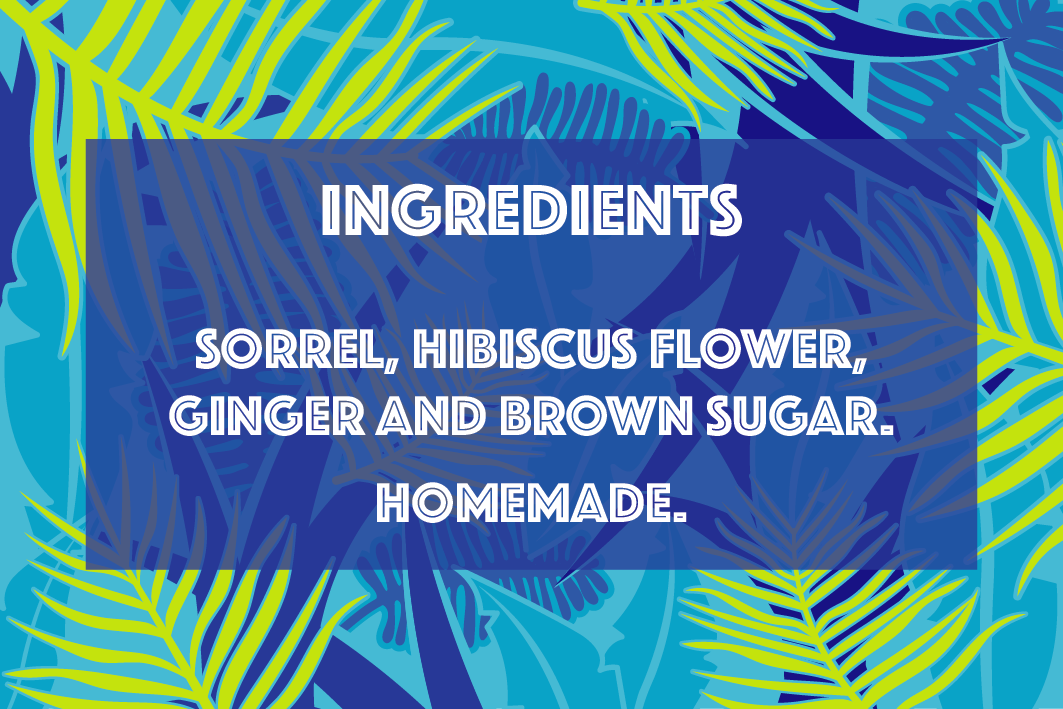 INGREDIENTS
SORREL, HIBISCUS FLOWER,
GINGER AND BROWN SUGAR.
HOMEMADE.